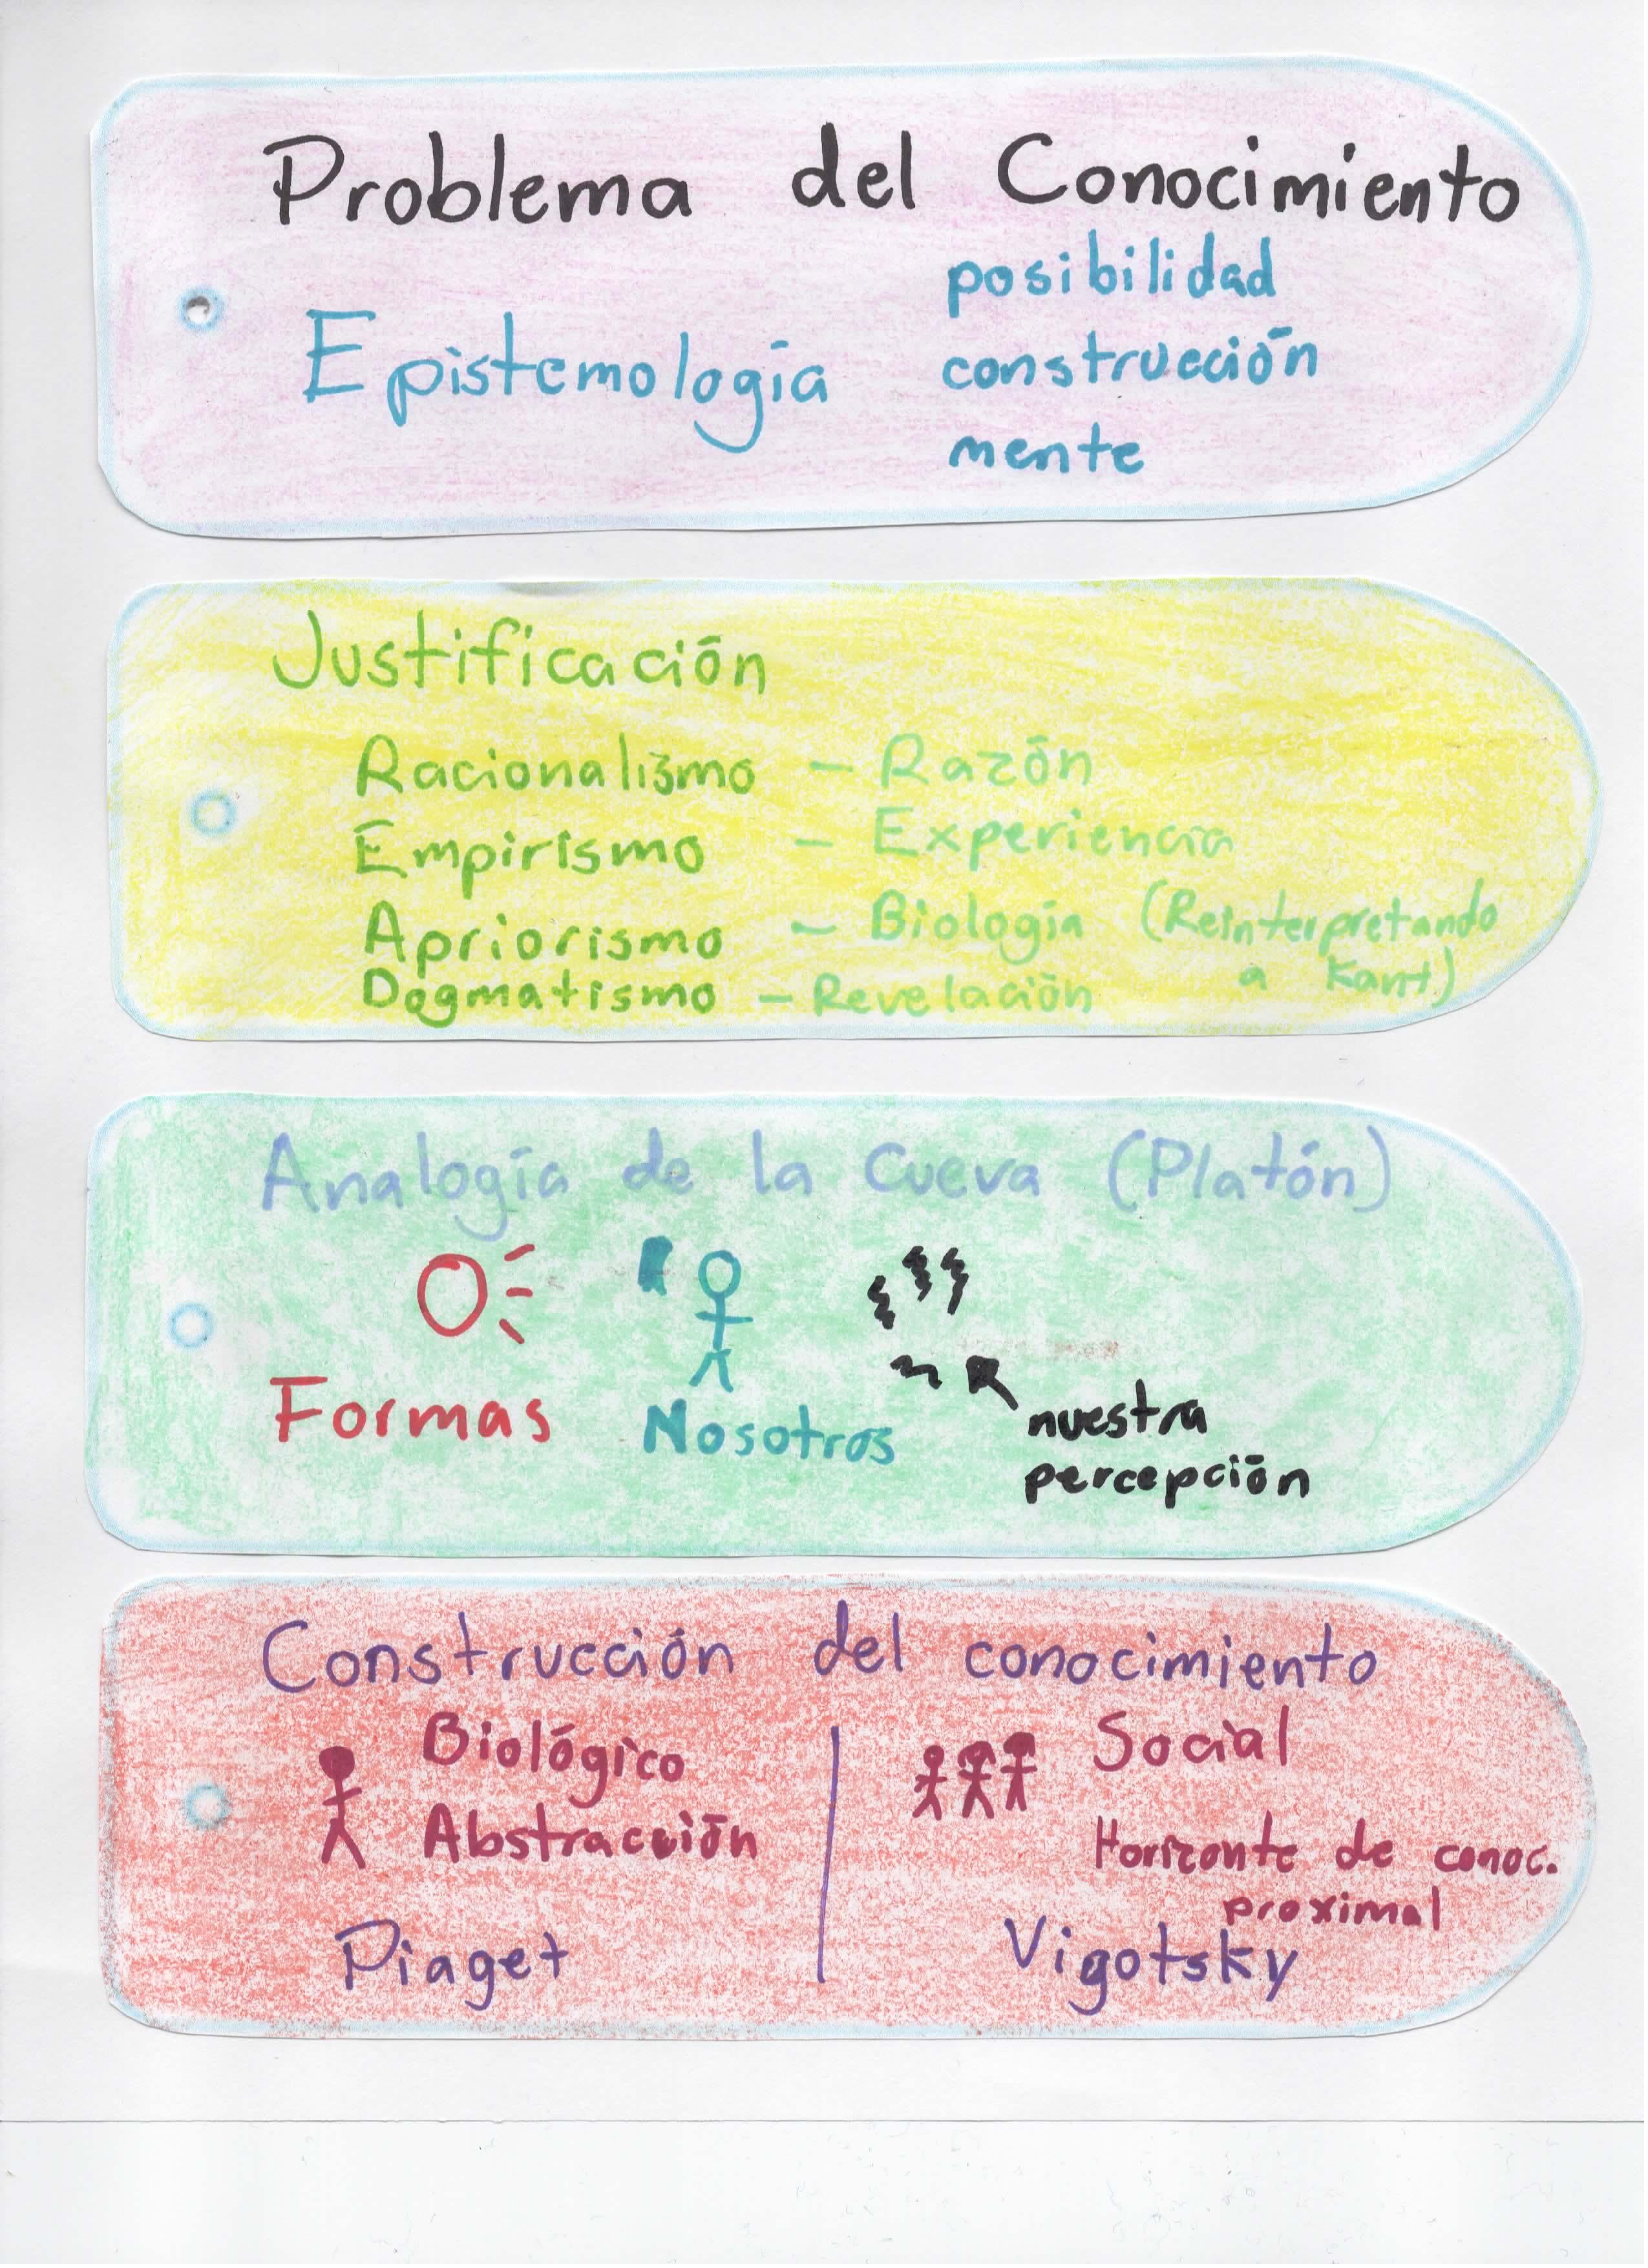 Problema del Conocimiento
Epistemología
posibilidad
construcción
mente
Justificación
Racionalismo - Razón
Empirismo - Experiencia
Apriorismo - Biología (Reinterpretando
a Kant)
Dogmatismo - Revelación
Analogía de la Cueva (Platón)
Formas
Nosotros
nuestra
percepción
Construcción del conocimiento
Biológico
Abstracción
Piaget
Social
Horizonte de conoc.
proximal
Vigotsky